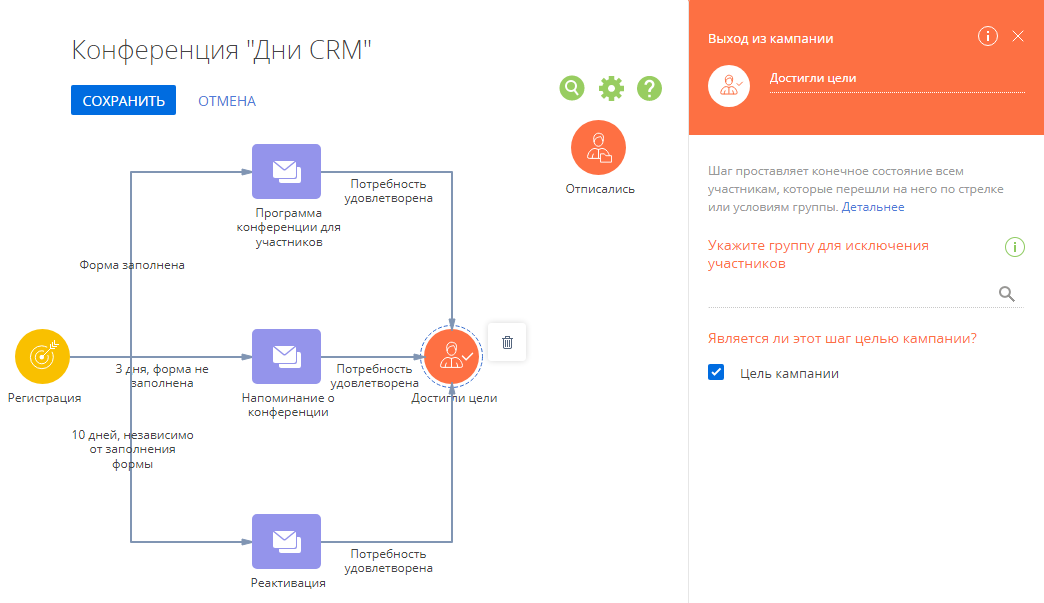 Конференция "Дни CRM"
СОХРАНИТЬ
ОТМЕНА
Потребность
удовлетворена
Программа
конференции для
участников
Форма заполнена
Отписались
3 дня, форма не
заполнена
Потребность
удовлетворена
Регистрация
Напоминание о
конференции
Достигли цели
10 дней, независимо
от заполнения
формы
Потребность
удовлетворена
Реактивация
Выход из кампании
Достигли цели
Шаг проставляет конечное состояние всем
участникам, которые перешли на него по стрелке
или условиям группы. Детальнее
Укажите группу для исключения
участников
Является ли этот шаг целью кампании?
Цель кампании